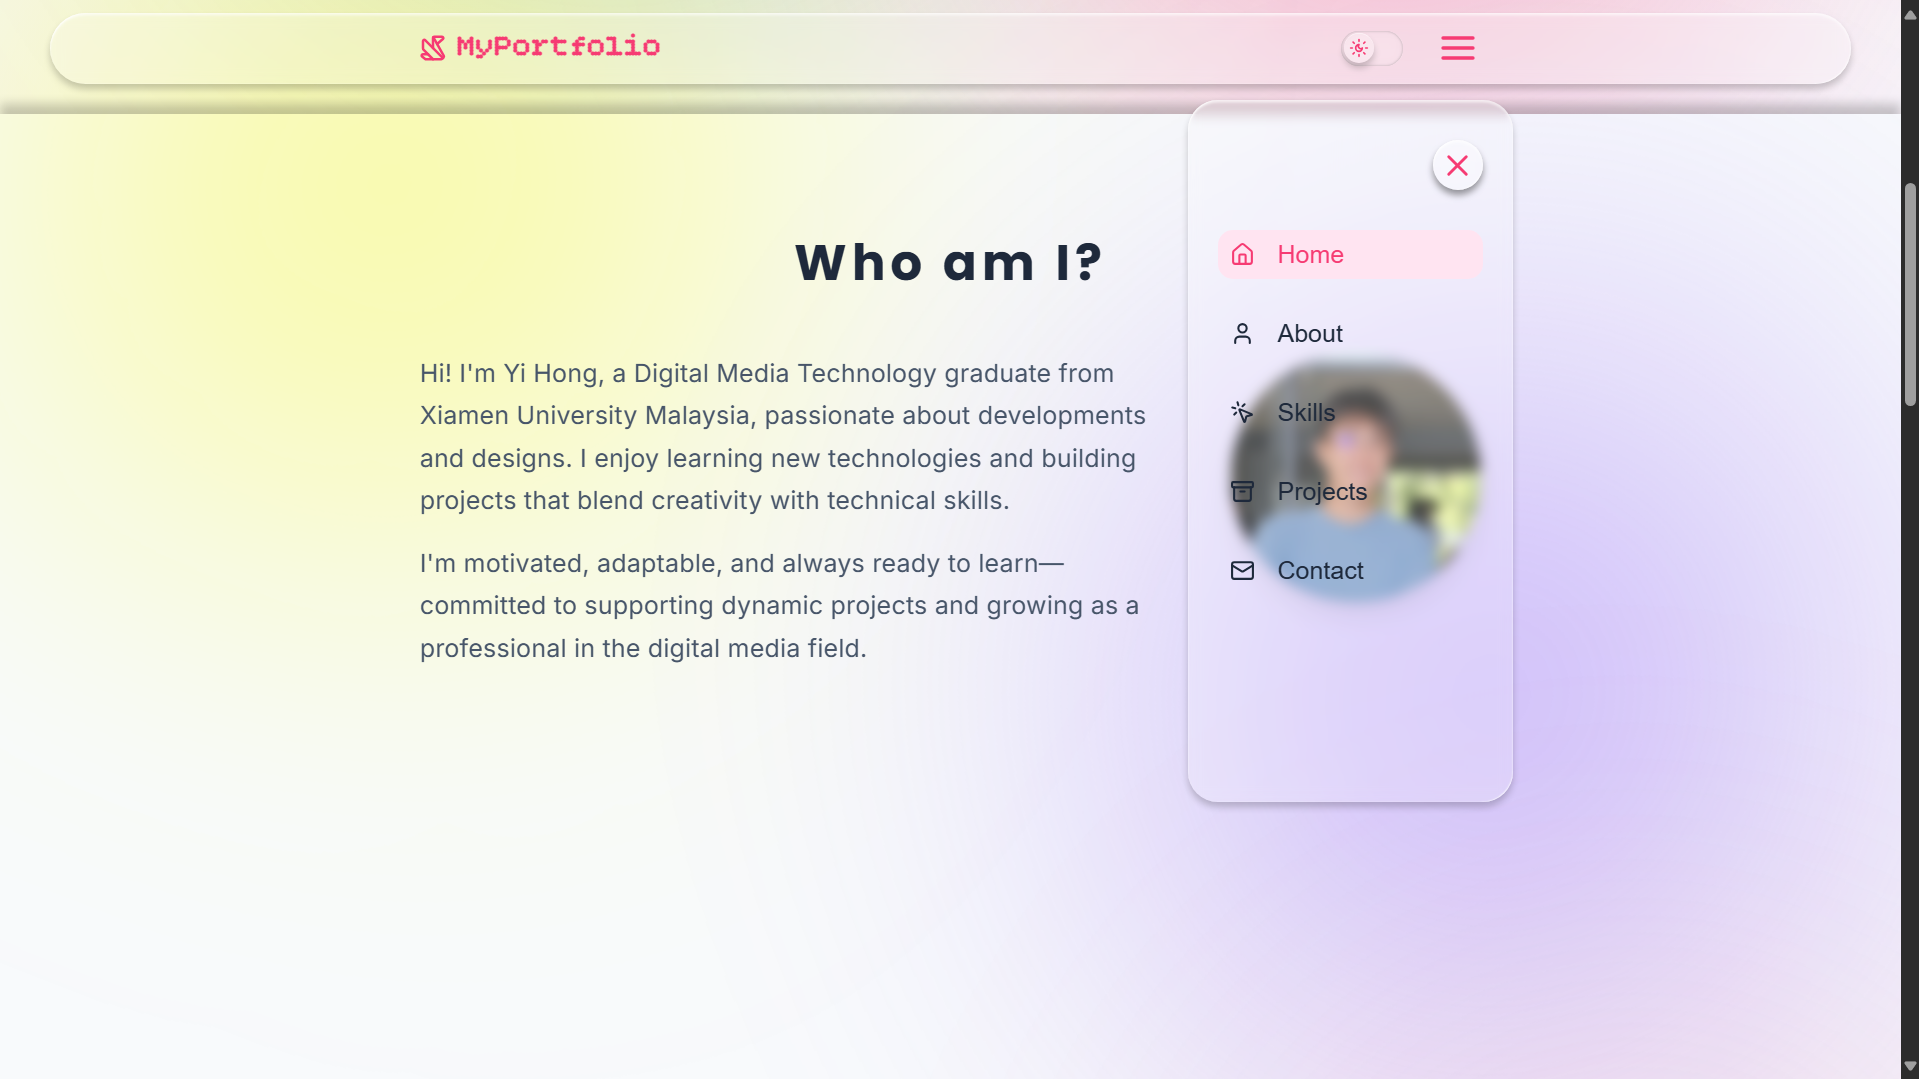 MyPortfolio
Who am I?
Hi! I'm Yi Hong, a Digital Media Technology graduate from
Xiamen University Malaysia, passionate about developments
and designs. I enjoy learning new technologies and building
projects that blend creativity with technical skills.
I'm motivated, adaptable, and always ready to learn—
committed to supporting dynamic projects and growing as a
professional in the digital media field.
Home
About
Skills
Projects
Contact